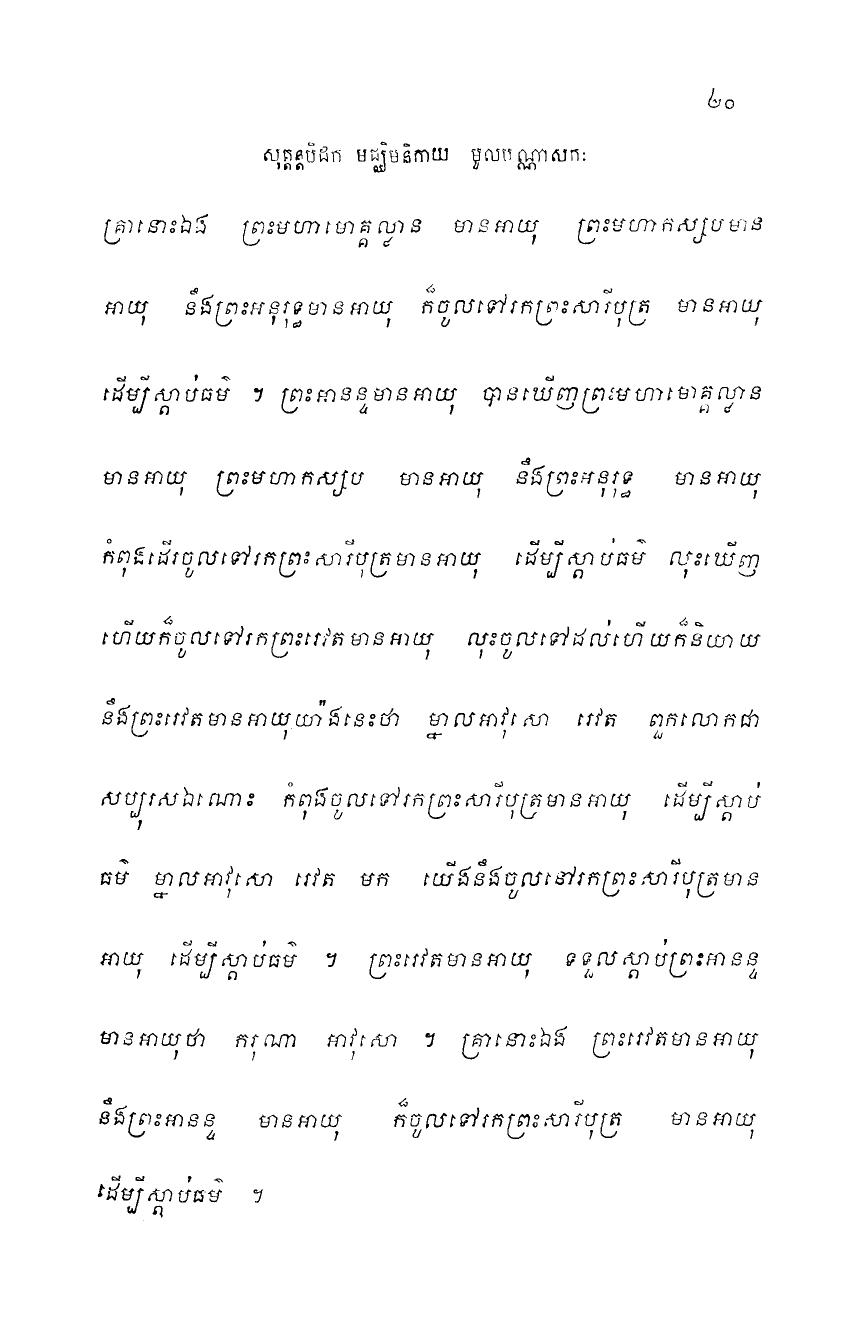 ៤០
សុត្តន្តបិដក មជ្ឈិមនិកាយ មូលបណ្ណាសកៈ
គ្រានោះឯង ព្រះមហាមោគ្គល្លាន មានអាយុ ព្រះមហាកស្សបមាន
អាយុ នឹងព្រះអនុរុទ្ធមានអាយុ ក៏ចូលទៅរកព្រះសារីបុត្រ មានអាយុ
ដើម្បីស្តាប់ធម៌ ។ ព្រះអានន្ទមានអាយុ បានឃើញព្រះមហាមោគ្គល្លាន
មានអាយុ ព្រះមហាកស្សប មានអាយុ នឹងព្រះអនុរុទ្ធ មានអាយុ
កំពុងដើរចូលទៅរកព្រះសារីបុត្រមានអាយុ ដើម្បីស្តាប់ធម៌ លុះឃើញ
ហើយក៏ចូលទៅរកព្រះរេវតមានអាយុ លុះចូលទៅដល់ហើយក៏និយាយ
នឹងព្រះរេវតមានអាយុយ៉ាងនេះថា ម្នាលអាវុសោ រេវត ពួកលោកជា
សប្បុរសឯណោះ កំពុងចូលទៅរកព្រះសារីបុត្រមានអាយុ ដើម្បីស្តាប់
ធម៌ ម្នាលអាវុសោ រេវត មក យើងនឹងចូលទៅរកព្រះសារីបុត្រមាន
អាយុ ដើម្បីស្តាប់ធម៌ ។ ព្រះរេវតមានអាយុ ទទួលស្តាប់ព្រះអានន្ទ
មានអាយុថា ករុណា អាវុសោ ។ គ្រានោះឯង ព្រះរេវតមានអាយុ
នឹងព្រះអានន្ទ មានអាយុ ក៏ចូលទៅរកព្រះសារីបុត្រ មានអាយុ
ដើម្បីស្តាប់ធម៌ ។